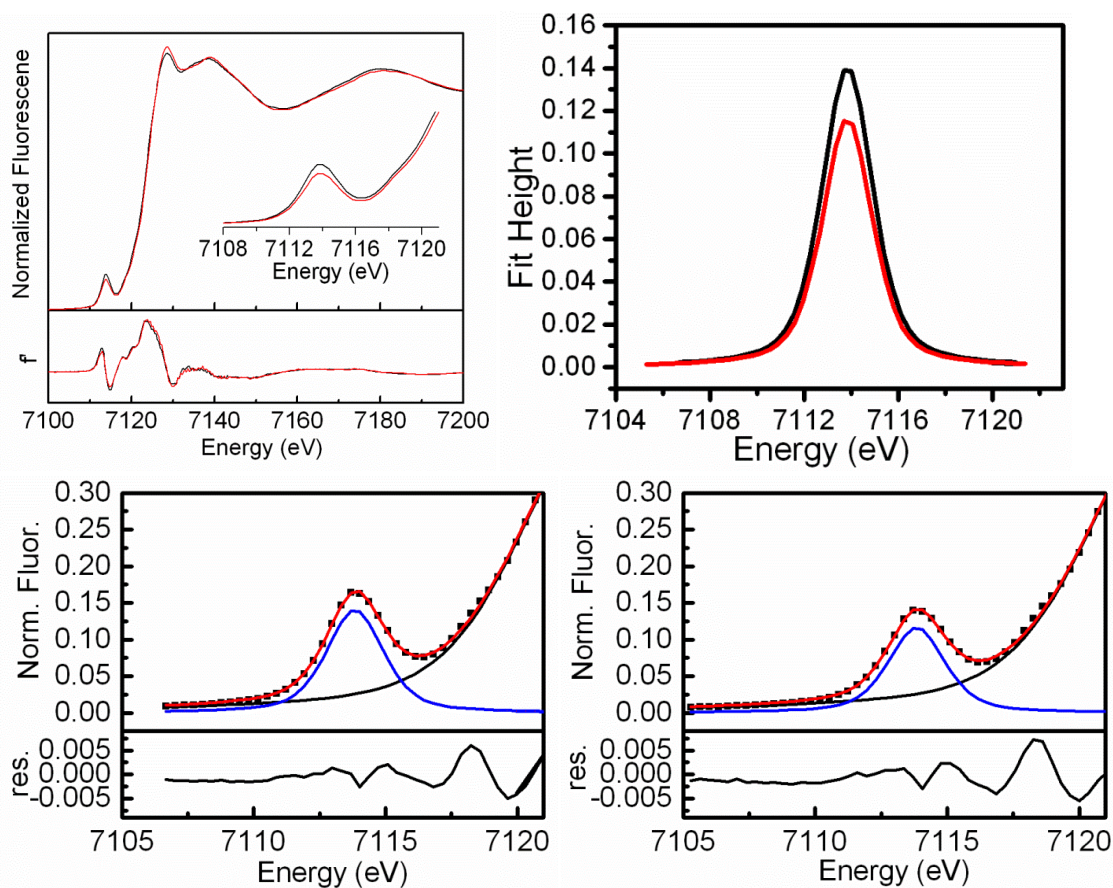 Normalized Fluorescene
7108 7112 7116 7120
Energy (eV)
f'
7100 7120 7140 7160 7180 7200
Energy (eV)
0.16
0.14
0.12
0.10
0.08
0.06
0.04
0.02
0.00
Fit Height
7104 7108 7112 7116 7120
Energy (eV)
0.30
0.25
0.20
0.15
0.10
0.05
0.00
Norm. Fluor.
0.005
0.000
-0.005
res.
7105 7110 7115 7120
Energy (eV)
0.30
0.25
0.20
0.15
0.10
0.05
0.00
Norm. Fluor.
0.005
0.000
-0.005
res.
7105 7110 7115 7120
Energy (eV)